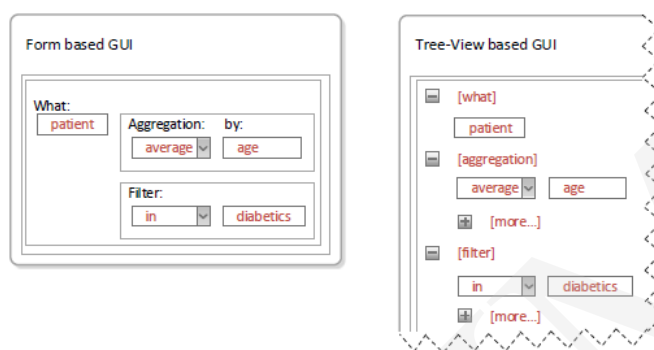 Form based GUI
What:
patient
Aggregation: by:
average age
Filter:
in diabetics
Tree-View based GUI
[what]
patient
[aggregation]
average age
[more...]
[filter]
in diabetics
[more...]